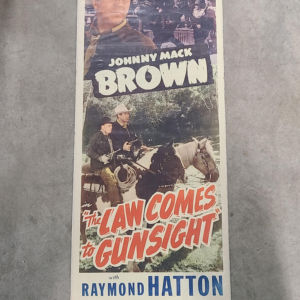 JOHNNY MACK
BROWN
"The LAW COMES
to GUNSIGHT"
with
RAYMOND HATTON